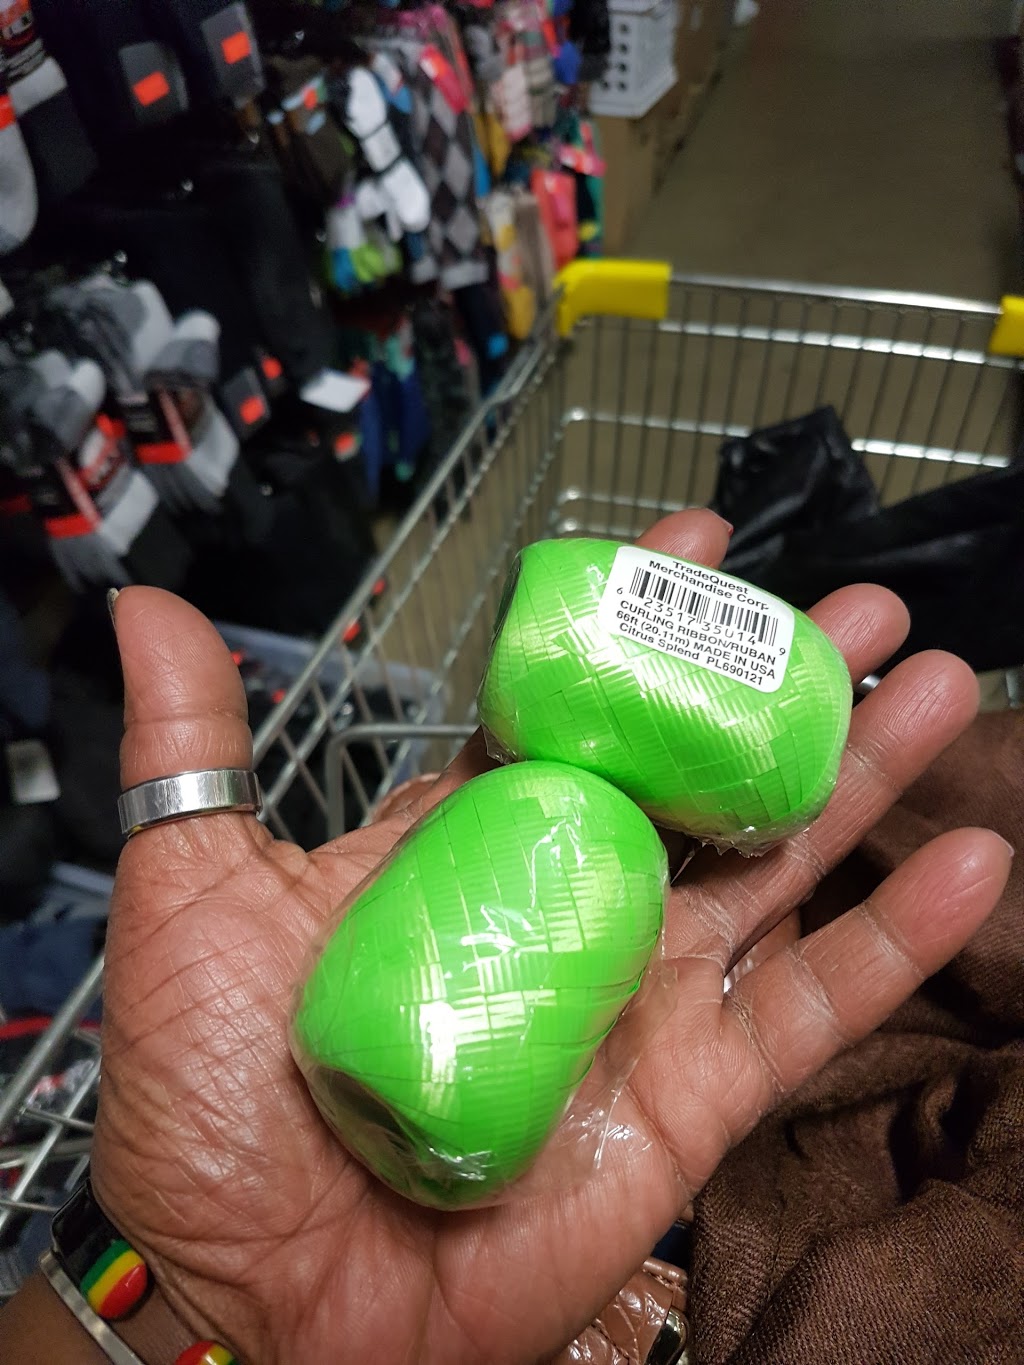 TradeQuest
Merchandise Corp.
6 23517 35014 9
CURLING RIBBON/RUBAN
66ft (20.11m) MADE IN USA
Citrus Splend PL690121